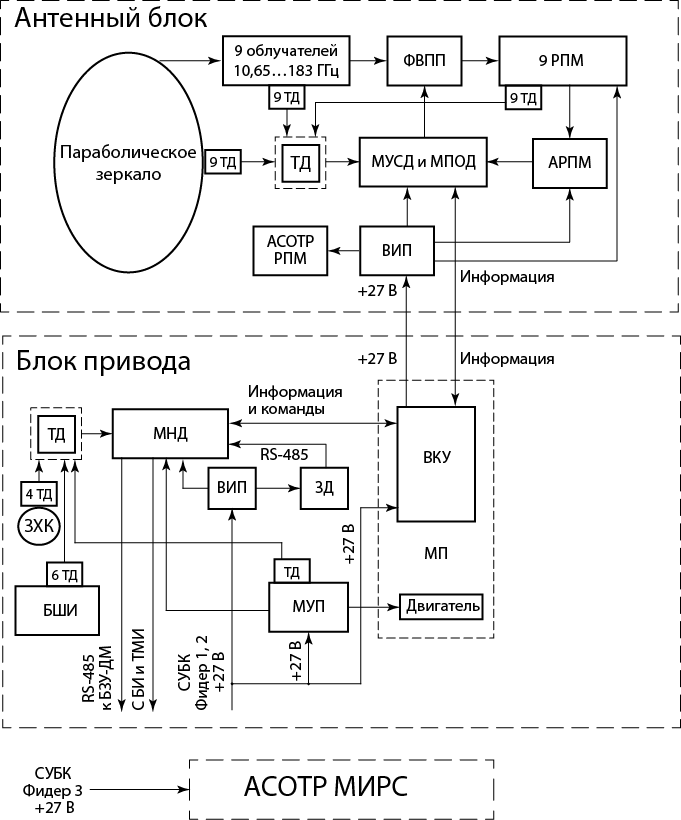 Антенный блок
9 облучателей
10,65…183 ГГц
ФВПП
9 РПМ
9 ТД
9 ТД
Параболическое
зеркало
9 ТД
ТД
МУСД и МПОД
АРПМ
АСОТР
РПМ
ВИП
+27 В
Информация
Блок привода
+27 В
Информация
Информация
и команды
ТД
МНД
RS-485
ВКУ
4 ТД
ВИП
ЗД
ЗХК
+27 В
МП
6 ТД
ТД
БШИ
МУП
Двигатель
RS-485
к БЗУ-ДМ
С БИ и ТМИ
СУБК
Фидер 1, 2
+27 В
+27 В
СУБК
Фидер 3
+27 В
АСОТР МИРС